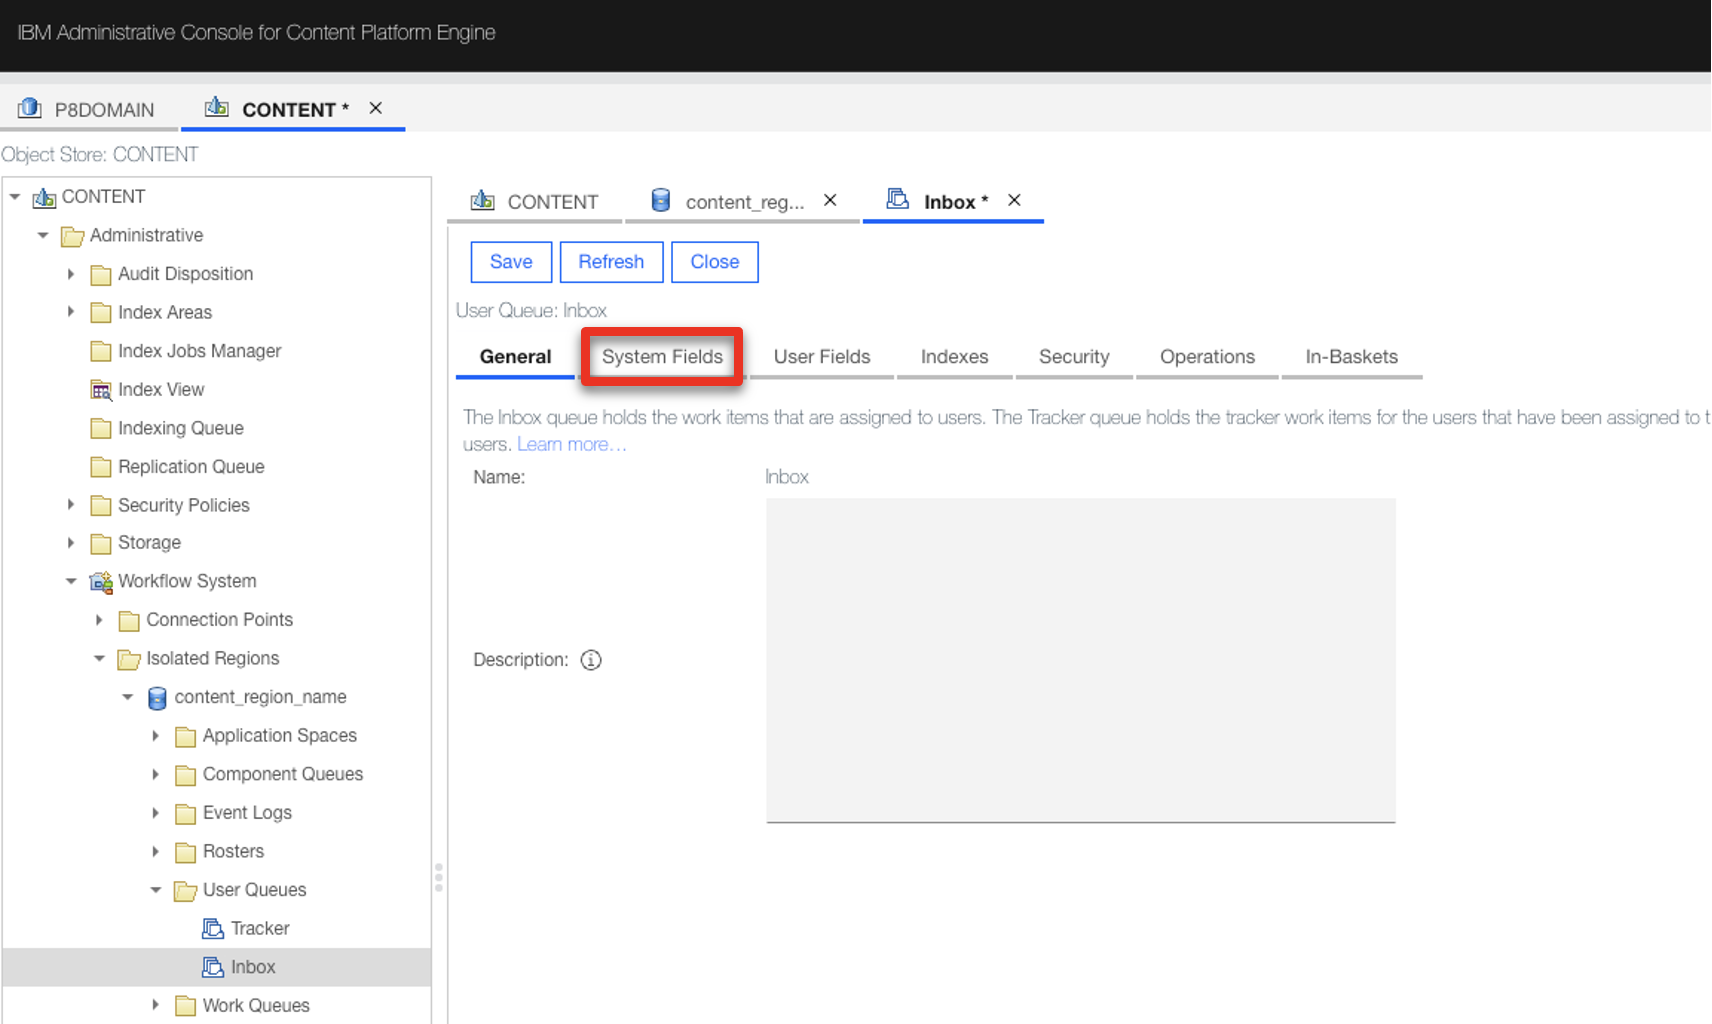 IBM Administrative Console for Content Platform Engine
P8DOMAIN
CONTENT *
Object Store: CONTENT
CONTENT
Administrative
Audit Disposition
Index Areas
Index Jobs Manager
Index View
Indexing Queue
Replication Queue
Security Policies
Storage
Workflow System
Connection Points
Isolated Regions
content_region_name
Application Spaces
Component Queues
Event Logs
Rosters
User Queues
Tracker
Inbox
Work Queues
CONTENT
content_reg...
Inbox *
Save
Refresh
Close
User Queue: Inbox
General
System Fields
User Fields
Indexes
Security
Operations
In-Baskets
The Inbox queue holds the work items that are assigned to users. The Tracker queue holds the tracker work items for the users that have been assigned to t
users. Learn more…
Name:
Inbox
Description: